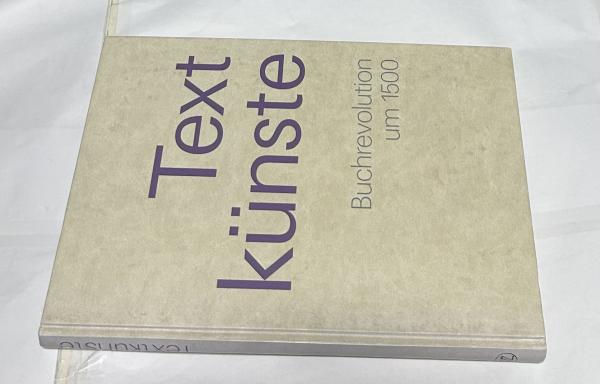 Text
künste
Buchrevolution
um 1500
TEXTKÜNSTE